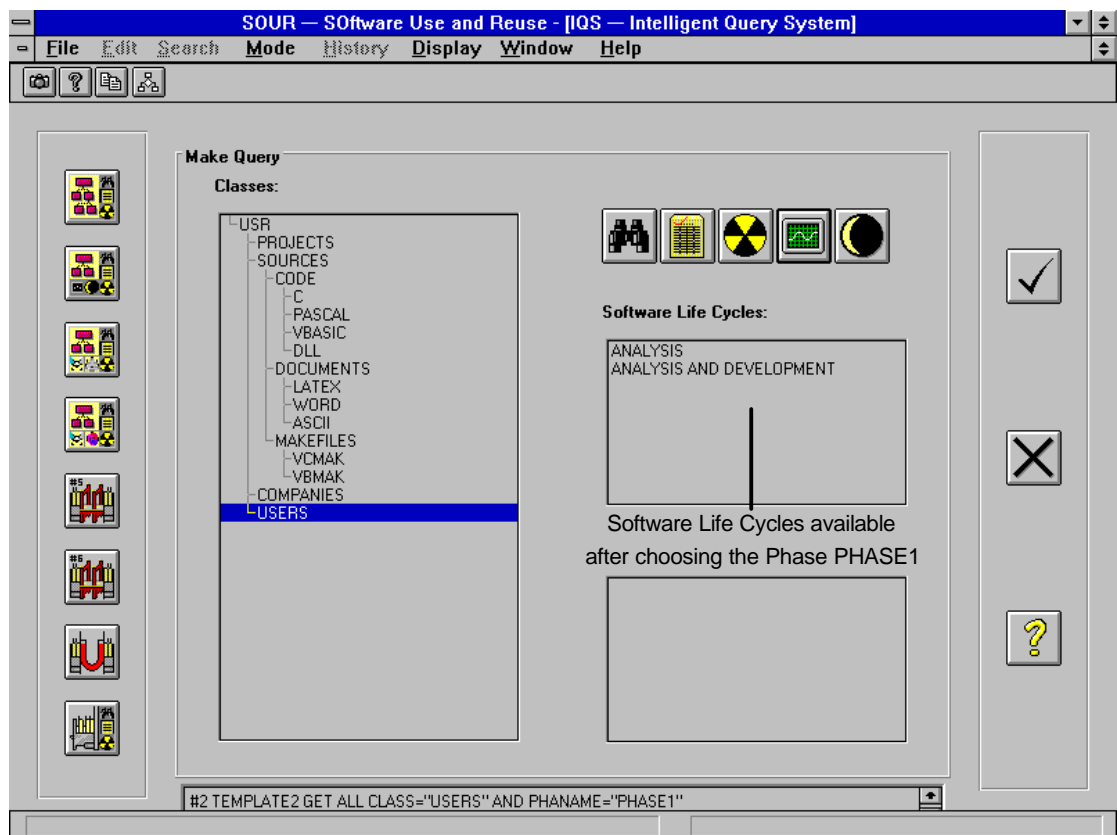 SOUR — SOftware Use and Reuse - [IQS — Intelligent Query System]
File Edit Search Mode History Display Window Help
Make Query
Classes:
USR
PROJECTS
SOURCES
CODE
C
PASCAL
VBASIC
DLL
DOCUMENTS
LATEX
WORD
ASCII
MAKEFILES
VCMAK
VBMAK
COMPANIES
USERS
Software Life Cycles:
ANALYSIS
ANALYSIS AND DEVELOPMENT
Software Life Cycles available
after choosing the Phase PHASE1
#5
#6
#2 TEMPLATE2 GET ALL CLASS="USERS" AND PHANAME="PHASE1"